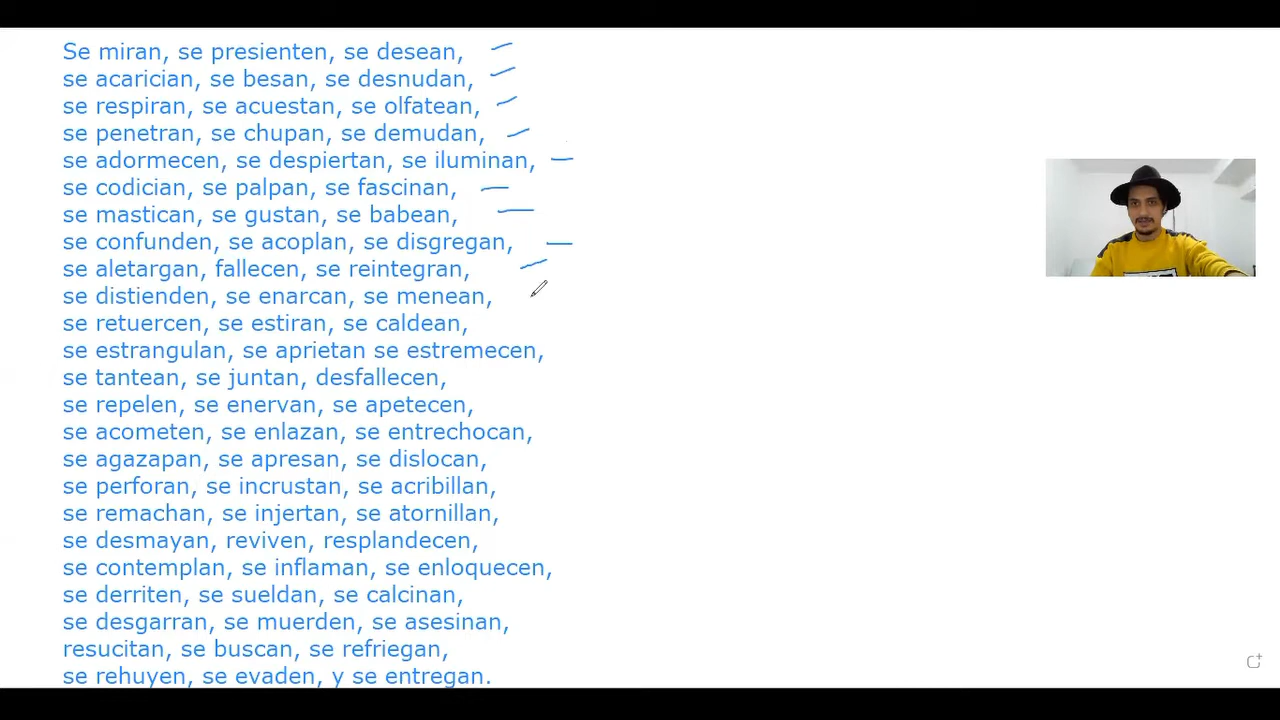 Se miran, se presienten, se desean,
se acarician, se besan, se desnudan,
se respiran, se acuestan, se olfatean,
se penetran, se chupan, se demudan,
se adormecen, se despiertan, se iluminan,
se codician, se palpan, se fascinan,
se mastican, se gustan, se babean,
se confunden, se acoplan, se disgregan,
se aletargan, fallecen, se reintegran,
se distienden, se enarcan, se menean,
se retuercen, se estiran, se caldean,
se estrangulan, se aprietan se estremecen,
se tantean, se juntan, desfallecen,
se repelen, se enervan, se apetecen,
se acometen, se enlazan, se entrechocan,
se agazapan, se apresan, se dislocan,
se perforan, se incrustan, se acribillan,
se remachan, se injertan, se atornillan,
se desmayan, reviven, resplandecen,
se contemplan, se inflaman, se enloquecen,
se derriten, se sueldan, se calcinan,
se desgarran, se muerden, se asesinan,
resucitan, se buscan, se refriegan,
se rehuyen, se evaden, y se entregan.